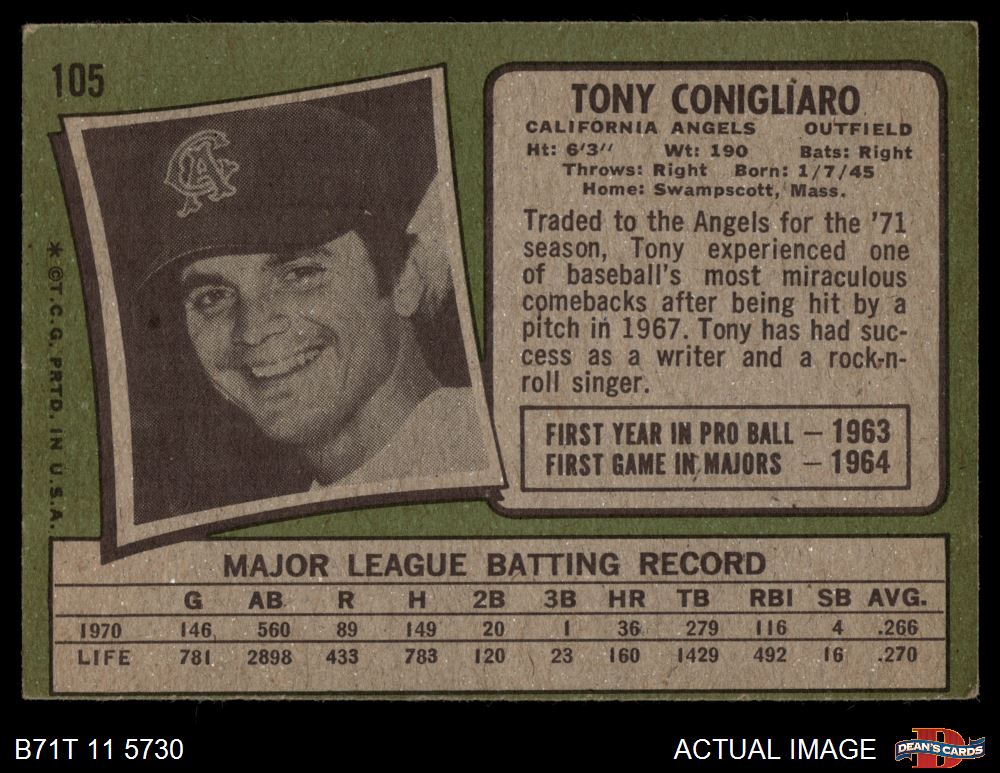 105
CA
* ©T.C.G. PRTD. IN U.S.A.
TONY CONIGLIARO
CALIFORNIA ANGELS OUTFIELD
Ht: 6'3" Wt: 190 Bats: Right
Throws: Right Born: 1/7/45
Home: Swampscott, Mass.
Traded to the Angels for the '71
season, Tony experienced one
of baseball's most miraculous
comebacks after being hit by a
pitch in 1967. Tony has had suc-
cess as a writer and a rock-n-
roll singer.
FIRST YEAR IN PRO BALL — 1963
FIRST GAME IN MAJORS — 1964
MAJOR LEAGUE BATTING RECORD
G AB R H 2B 3B HR TB RBI SB AVG.
1970 146 560 89 149 20 1 36 279 116 4 .266
LIFE 781 2898 433 783 120 23 160 1429 492 16 .270
B71T 11 5730
ACTUAL IMAGE
D
DEAN'S CARDS